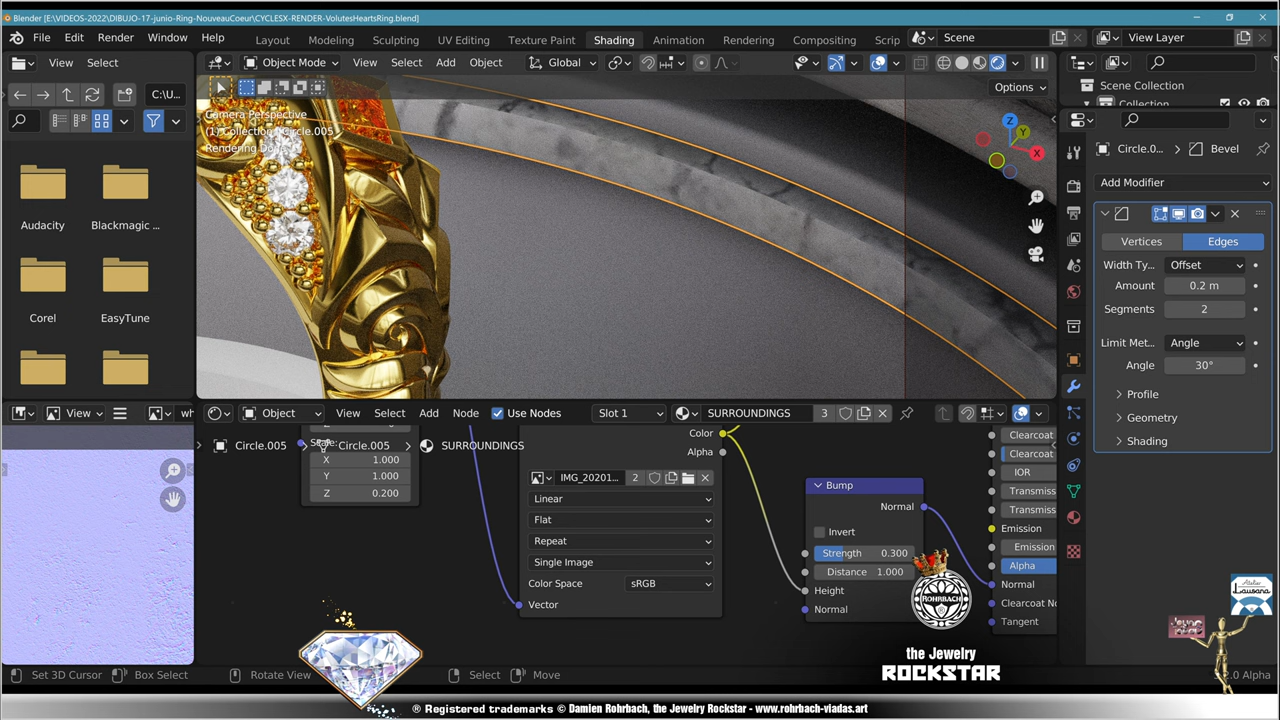 Blender [E:\VIDEOS-2022\DIBUJO-17-junio-Ring-NouveauCoeur\CYCLESX-RENDER-VolutesHeartsRing.blend]
File Edit Render Window Help
Layout Modeling Sculpting UV Editing Texture Paint Shading Animation Rendering Compositing Scrip
Scene
View Layer
View Select
Object Mode View Select Add Object Global
C:\U...
Options
Scene Collection
Collection
Camera Perspective
(1) Collection | Circle.005
Rendering Done
Z
Y
X
Audacity
Blackmagic ...
Corel
EasyTune
Circle.0...
Bevel
Add Modifier
Vertices
Edges
Width Ty...
Offset
Amount
0.2 m
Segments
2
Limit Met...
Angle
Angle
30°
Profile
Geometry
Shading
View
Object View Select Add Node Use Nodes Slot 1 SURROUNDINGS 3
Circle.005
Circle.005
SURROUNDINGS
X 1.000
Y 1.000
Z 0.200
Color
Alpha
IMG_20201... 2
Linear
Flat
Repeat
Single Image
Color Space sRGB
Vector
Bump
Normal
Invert
Strength 0.300
Distance 1.000
Height
Normal
Clearcoat
Clearcoat
IOR
Transmiss
Transmiss
Emission
Emission
Alpha
Normal
Clearcoat No
Tangent
ROHRBACH
Atelier
Lausana
the Jewelry
ROCKSTAR
Set 3D Cursor Box Select Rotate View Select Move
.0 Alpha
® Registered trademarks © Damien Rohrbach, the Jewelry Rockstar - www.rohrbach-viadas.art